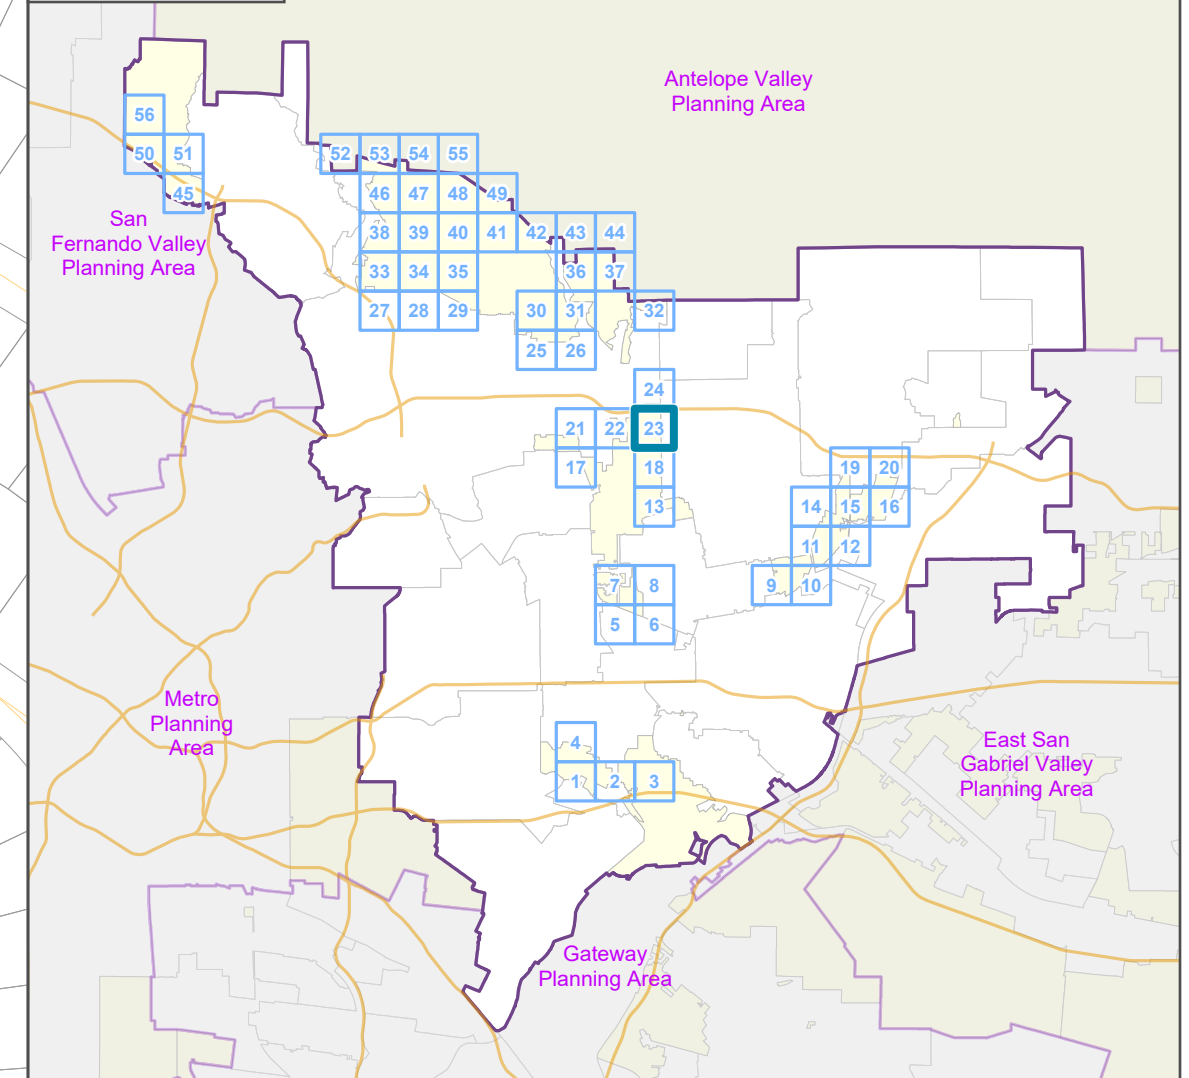 Antelope Valley
Planning Area
56
50 51
52 53 54 55
45
46 47 48 49
San
Fernando Valley
Planning Area
38 39 40 41 42 43 44
33 34 35 36 37
27 28 29 30 31 32
25 26
24
21 22 23
17 18 19 20
13 14 15 16
11 12
7 8 9 10
5 6
Metro
Planning
Area
4
East San
Gabriel Valley
Planning Area
1 2 3
Gateway
Planning Area